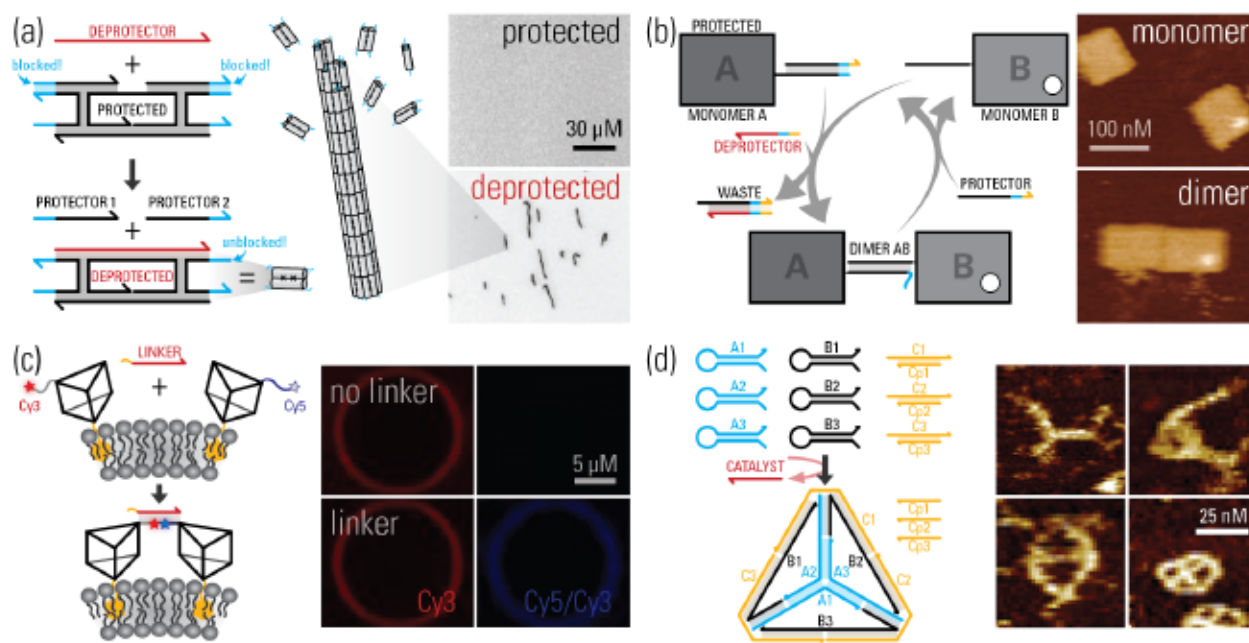 (a)
DEPROTECTOR
+
blocked!
blocked!
PROTECTED
PROTECTOR 1
PROTECTOR 2
+
unblocked!
DEPROTECTED
=
××
protected
30 µM
deprotected
(b)
PROTECTED
A
MONOMER A
B
MONOMER B
DEPROTECTOR
WASTE
PROTECTOR
A
DIMER AB
B
monomer
100 nM
dimer
(c)
LINKER
+
Cy3
Cy5
no linker
5 µM
linker
Cy3
Cy5/Cy3
(d)
A1
B1
C1
Cp1
A2
B2
C2
Cp2
A3
B3
C3
Cp3
CATALYST
C1
B1
B2
C3
A2
A3
C2
A1
B3
Cp1
Cp2
Cp3
25 nM